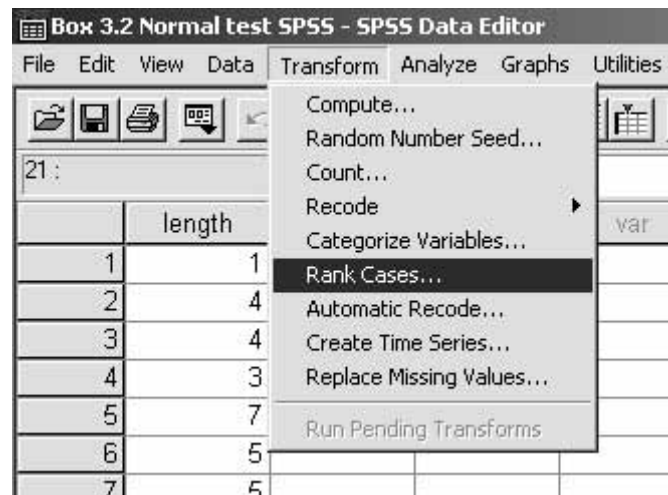 Box 3.2 Normal test SPSS - SPSS Data Editor
File Edit View Data Transform Analyze Graphs Utilities
21 :
Compute...
Random Number Seed...
Count...
Recode
Categorize Variables...
Rank Cases...
Automatic Recode...
Create Time Series...
Replace Missing Values...
Run Pending Transforms
length var
1 1
2 4
3 4
4 3
5 7
6 5
7 5